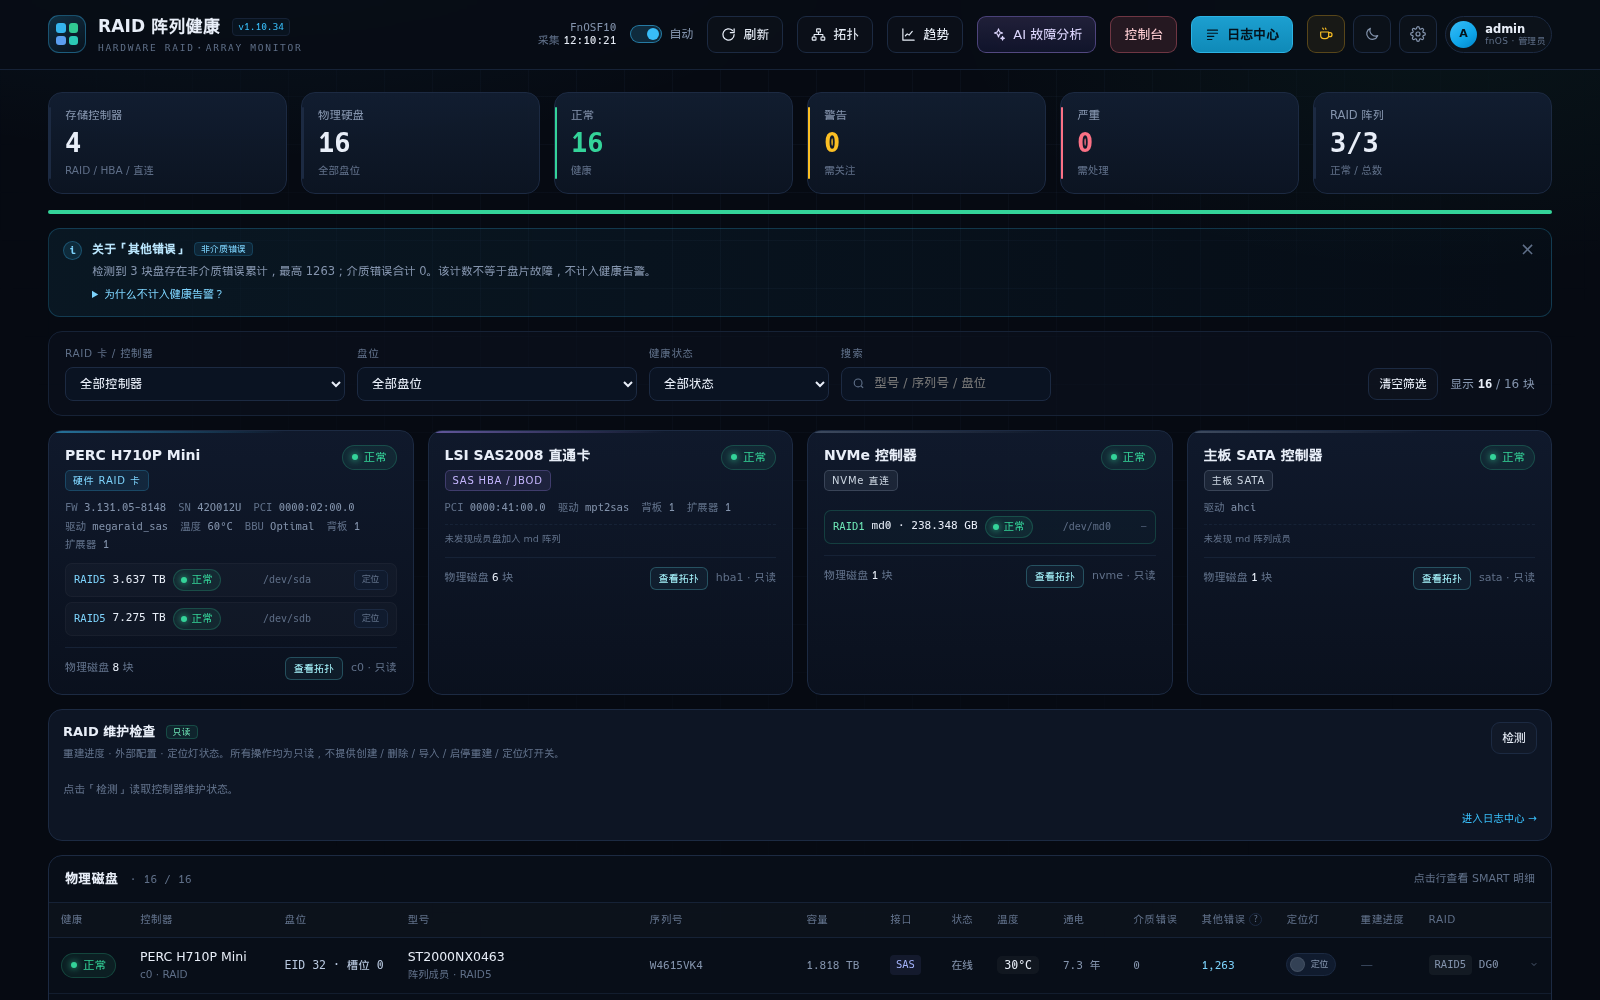 RAID 阵列健康 v1.10.34
HARDWARE RAID · ARRAY MONITOR
FnOSF10
采集 12:10:21
自动
刷新
拓扑
趋势
AI 故障分析
控制台
日志中心
A
admin
fnOS · 管理员
存储控制器
4
RAID / HBA / 直连
物理硬盘
16
全部盘位
正常
16
健康
警告
0
需关注
严重
0
需处理
RAID 阵列
3/3
正常 / 总数
i 关于「其他错误」 非介质错误
检测到 3 块盘存在非介质错误累计，最高 1263；介质错误合计 0。该计数不等于盘片故障，不计入健康告警。
▶ 为什么不计入健康告警？
RAID 卡 / 控制器
全部控制器
盘位
全部盘位
健康状态
全部状态
搜索
型号 / 序列号 / 盘位
清空筛选
显示 16 / 16 块
PERC H710P Mini
正常
硬件 RAID 卡
FW 3.131.05-8148 SN 42O012U PCI 0000:02:00.0
驱动 megaraid_sas 温度 60°C BBU Optimal 背板 1
扩展器 1
RAID5 3.637 TB 正常 /dev/sda 定位
RAID5 7.275 TB 正常 /dev/sdb 定位
物理磁盘 8 块 查看拓扑 c0 · 只读
LSI SAS2008 直通卡
正常
SAS HBA / JBOD
PCI 0000:41:00.0 驱动 mpt2sas 背板 1 扩展器 1
未发现成员盘加入 md 阵列
物理磁盘 6 块 查看拓扑 hba1 · 只读
NVMe 控制器
正常
NVMe 直连
RAID1 md0 · 238.348 GB 正常 /dev/md0 —
物理磁盘 1 块 查看拓扑 nvme · 只读
主板 SATA 控制器
正常
主板 SATA
驱动 ahci
未发现 md 阵列成员
物理磁盘 1 块 查看拓扑 sata · 只读
RAID 维护检查 只读
重建进度 · 外部配置 · 定位灯状态。所有操作均为只读，不提供创建 / 删除 / 导入 / 启停重建 / 定位灯开关。
检测
点击「检测」读取控制器维护状态。
进入日志中心 →
物理磁盘 · 16 / 16
点击行查看 SMART 明细
健康 控制器 盘位 型号 序列号 容量 接口 状态 温度 通电 介质错误 其他错误 ? 定位灯 重建进度 RAID
正常 PERC H710P Mini EID 32 · 槽位 0 ST2000NX0463 W4615VK4 1.818 TB SAS 在线 30°C 7.3 年 0 1,263 定位 — RAID5 DG0
c0 · RAID 阵列成员 · RAID5